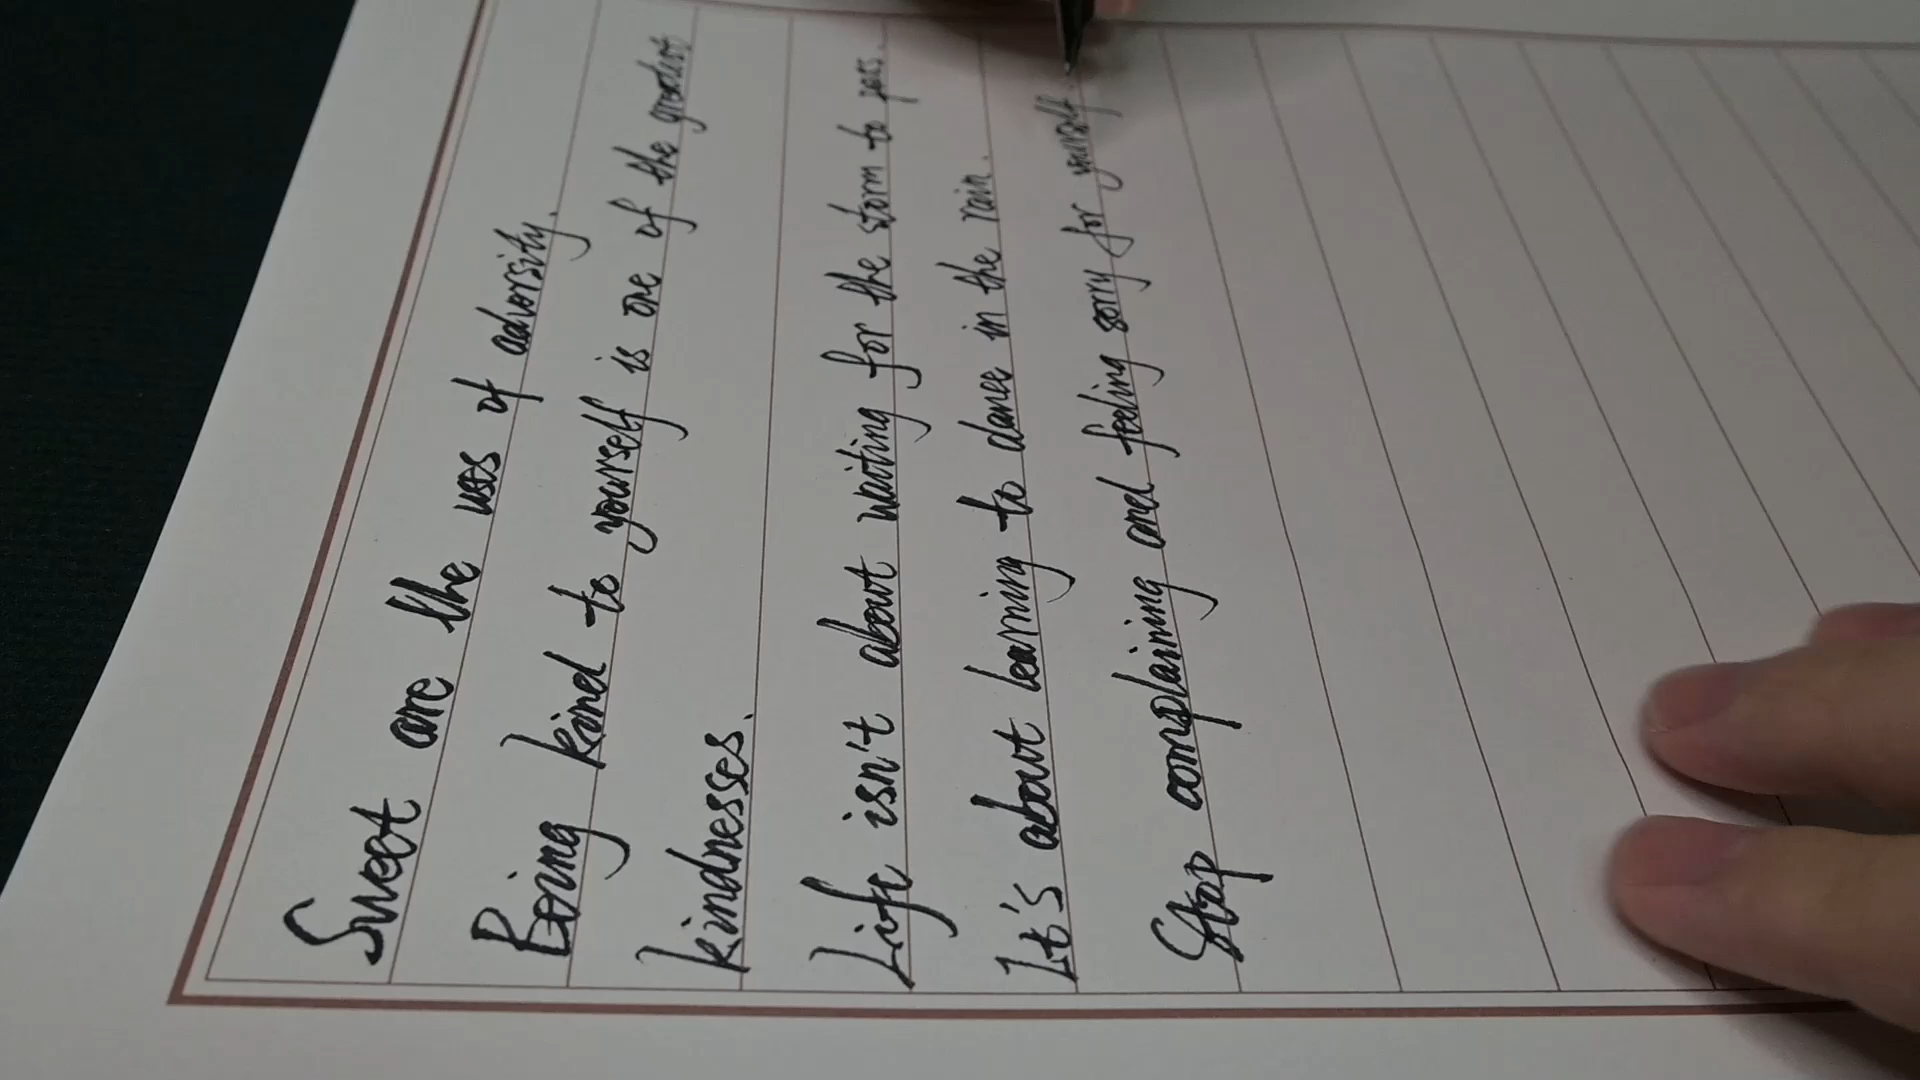 Sweet are the uses of adversity.
Being kind to yourself is one of the greatest
kindnesses.
Life isn't about waiting for the storm to pass.
It's about learning to dance in the rain.
Stop complaining and feeling sorry for yourself.